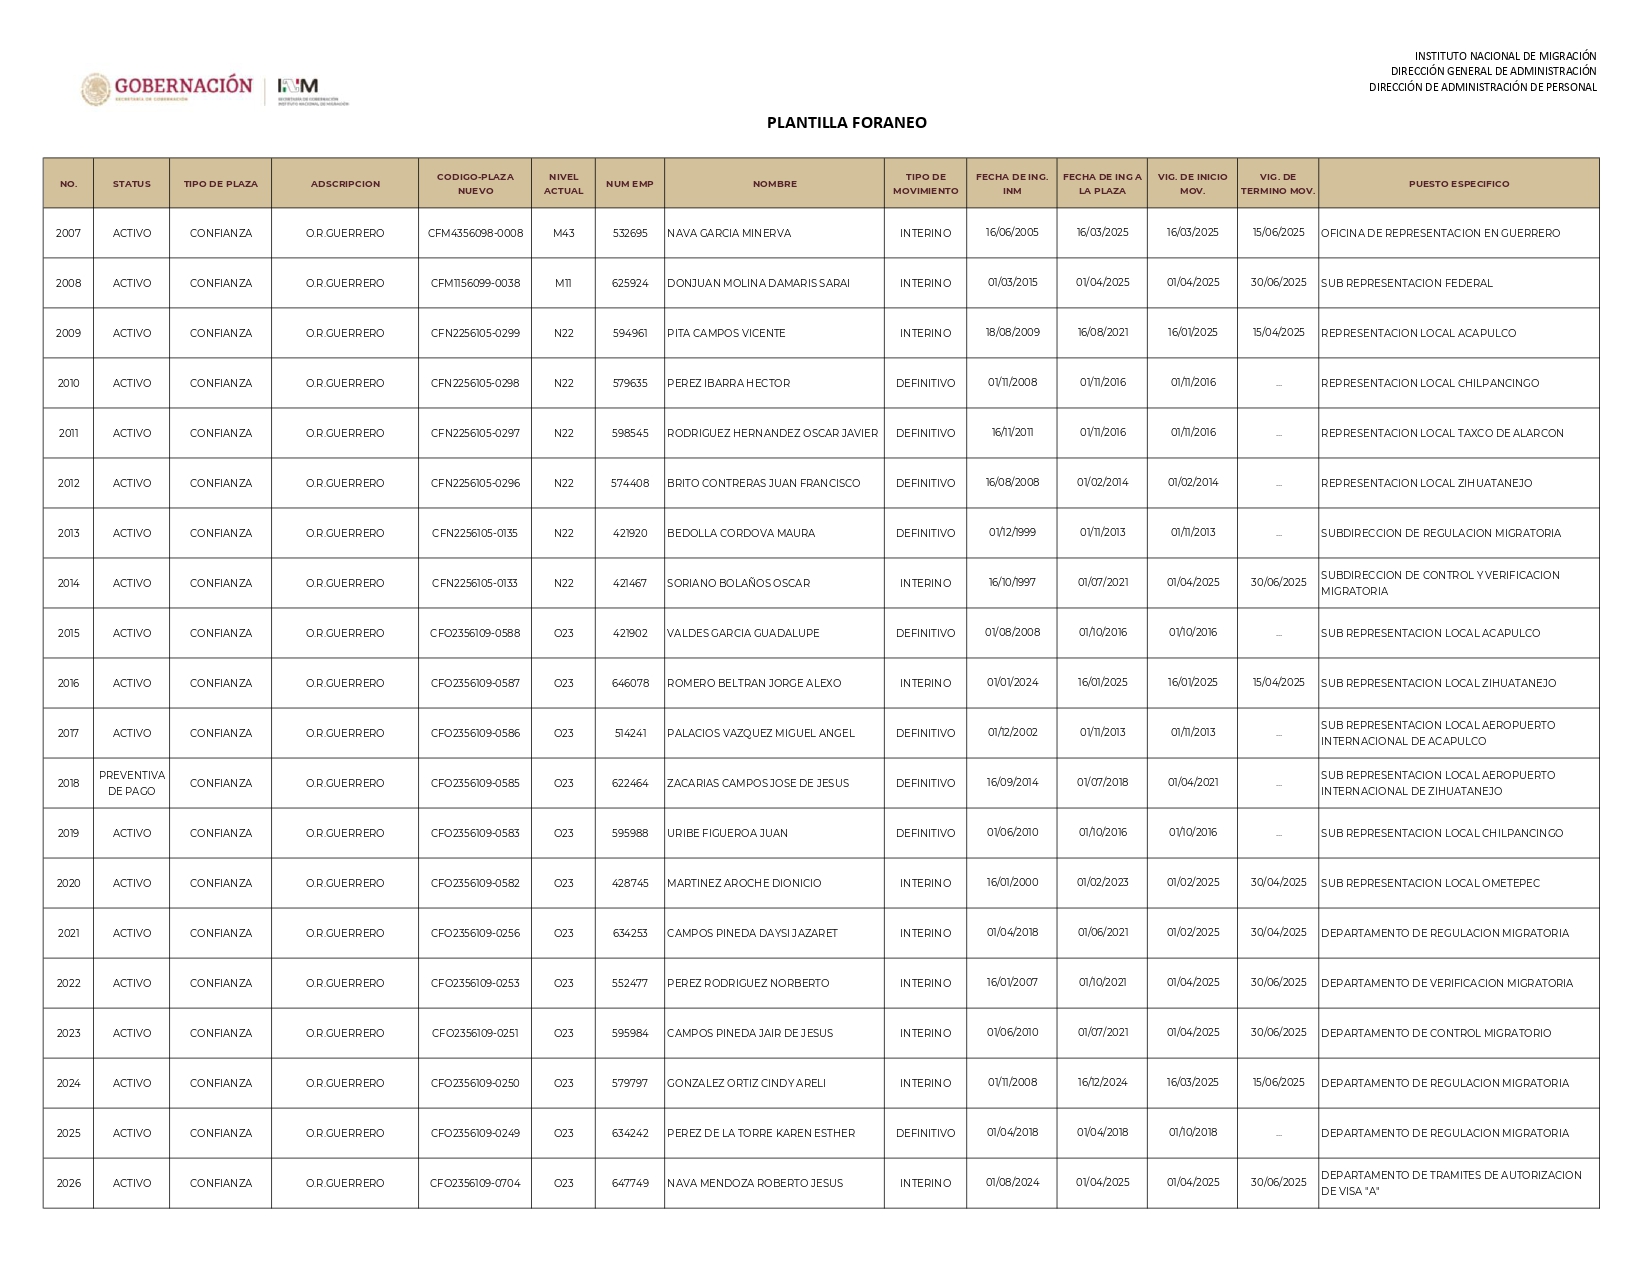 INSTITUTO NACIONAL DE MIGRACIÓN
DIRECCIÓN GENERAL DE ADMINISTRACIÓN
DIRECCIÓN DE ADMINISTRACIÓN DE PERSONAL
GOBERNACIÓN
SECRETARÍA DE GOBERNACIÓN
INM
SECRETARÍA DE GOBERNACIÓN
INSTITUTO NACIONAL DE MIGRACIÓN
PLANTILLA FORANEO
NO. STATUS TIPO DE PLAZA ADSCRIPCION CODIGO-PLAZA NUEVO NIVEL ACTUAL NUM EMP NOMBRE TIPO DE MOVIMIENTO FECHA DE ING. INM FECHA DE ING A LA PLAZA VIG. DE INICIO MOV. VIG. DE TERMINO MOV. PUESTO ESPECIFICO
2007 ACTIVO CONFIANZA O.R.GUERRERO CFM4356098-0008 M43 532695 NAVA GARCIA MINERVA INTERINO 16/06/2005 16/03/2025 16/03/2025 15/06/2025 OFICINA DE REPRESENTACION EN GUERRERO
2008 ACTIVO CONFIANZA O.R.GUERRERO CFM1156099-0038 M11 625924 DONJUAN MOLINA DAMARIS SARAI INTERINO 01/03/2015 01/04/2025 01/04/2025 30/06/2025 SUB REPRESENTACION FEDERAL
2009 ACTIVO CONFIANZA O.R.GUERRERO CFN2256105-0299 N22 594961 PITA CAMPOS VICENTE INTERINO 18/08/2009 16/08/2021 16/01/2025 15/04/2025 REPRESENTACION LOCAL ACAPULCO
2010 ACTIVO CONFIANZA O.R.GUERRERO CFN2256105-0298 N22 579635 PEREZ IBARRA HECTOR DEFINITIVO 01/11/2008 01/11/2016 01/11/2016 ... REPRESENTACION LOCAL CHILPANCINGO
2011 ACTIVO CONFIANZA O.R.GUERRERO CFN2256105-0297 N22 598545 RODRIGUEZ HERNANDEZ OSCAR JAVIER DEFINITIVO 16/11/2011 01/11/2016 01/11/2016 ... REPRESENTACION LOCAL TAXCO DE ALARCON
2012 ACTIVO CONFIANZA O.R.GUERRERO CFN2256105-0296 N22 574408 BRITO CONTRERAS JUAN FRANCISCO DEFINITIVO 16/08/2008 01/02/2014 01/02/2014 ... REPRESENTACION LOCAL ZIHUATANEJO
2013 ACTIVO CONFIANZA O.R.GUERRERO CFN2256105-0135 N22 421920 BEDOLLA CORDOVA MAURA DEFINITIVO 01/12/1999 01/11/2013 01/11/2013 ... SUBDIRECCION DE REGULACION MIGRATORIA
2014 ACTIVO CONFIANZA O.R.GUERRERO CFN2256105-0133 N22 421467 SORIANO BOLAÑOS OSCAR INTERINO 16/10/1997 01/07/2021 01/04/2025 30/06/2025 SUBDIRECCION DE CONTROL Y VERIFICACION MIGRATORIA
2015 ACTIVO CONFIANZA O.R.GUERRERO CFO2356109-0588 O23 421902 VALDES GARCIA GUADALUPE DEFINITIVO 01/08/2008 01/10/2016 01/10/2016 ... SUB REPRESENTACION LOCAL ACAPULCO
2016 ACTIVO CONFIANZA O.R.GUERRERO CFO2356109-0587 O23 646078 ROMERO BELTRAN JORGE ALEXO INTERINO 01/01/2024 16/01/2025 16/01/2025 15/04/2025 SUB REPRESENTACION LOCAL ZIHUATANEJO
2017 ACTIVO CONFIANZA O.R.GUERRERO CFO2356109-0586 O23 514241 PALACIOS VAZQUEZ MIGUEL ANGEL DEFINITIVO 01/12/2002 01/11/2013 01/11/2013 ... SUB REPRESENTACION LOCAL AEROPUERTO INTERNACIONAL DE ACAPULCO
2018 PREVENTIVA DE PAGO CONFIANZA O.R.GUERRERO CFO2356109-0585 O23 622464 ZACARIAS CAMPOS JOSE DE JESUS DEFINITIVO 16/09/2014 01/07/2018 01/04/2021 ... SUB REPRESENTACION LOCAL AEROPUERTO INTERNACIONAL DE ZIHUATANEJO
2019 ACTIVO CONFIANZA O.R.GUERRERO CFO2356109-0583 O23 595988 URIBE FIGUEROA JUAN DEFINITIVO 01/06/2010 01/10/2016 01/10/2016 ... SUB REPRESENTACION LOCAL CHILPANCINGO
2020 ACTIVO CONFIANZA O.R.GUERRERO CFO2356109-0582 O23 428745 MARTINEZ AROCHE DIONICIO INTERINO 16/01/2000 01/02/2023 01/02/2025 30/04/2025 SUB REPRESENTACION LOCAL OMETEPEC
2021 ACTIVO CONFIANZA O.R.GUERRERO CFO2356109-0256 O23 634253 CAMPOS PINEDA DAYSI JAZARET INTERINO 01/04/2018 01/06/2021 01/02/2025 30/04/2025 DEPARTAMENTO DE REGULACION MIGRATORIA
2022 ACTIVO CONFIANZA O.R.GUERRERO CFO2356109-0253 O23 552477 PEREZ RODRIGUEZ NORBERTO INTERINO 16/01/2007 01/10/2021 01/04/2025 30/06/2025 DEPARTAMENTO DE VERIFICACION MIGRATORIA
2023 ACTIVO CONFIANZA O.R.GUERRERO CFO2356109-0251 O23 595984 CAMPOS PINEDA JAIR DE JESUS INTERINO 01/06/2010 01/07/2021 01/04/2025 30/06/2025 DEPARTAMENTO DE CONTROL MIGRATORIO
2024 ACTIVO CONFIANZA O.R.GUERRERO CFO2356109-0250 O23 579797 GONZALEZ ORTIZ CINDY ARELI INTERINO 01/11/2008 16/12/2024 16/03/2025 15/06/2025 DEPARTAMENTO DE REGULACION MIGRATORIA
2025 ACTIVO CONFIANZA O.R.GUERRERO CFO2356109-0249 O23 634242 PEREZ DE LA TORRE KAREN ESTHER DEFINITIVO 01/04/2018 01/04/2018 01/10/2018 ... DEPARTAMENTO DE REGULACION MIGRATORIA
2026 ACTIVO CONFIANZA O.R.GUERRERO CFO2356109-0704 O23 647749 NAVA MENDOZA ROBERTO JESUS INTERINO 01/08/2024 01/04/2025 01/04/2025 30/06/2025 DEPARTAMENTO DE TRAMITES DE AUTORIZACION DE VISA "A"